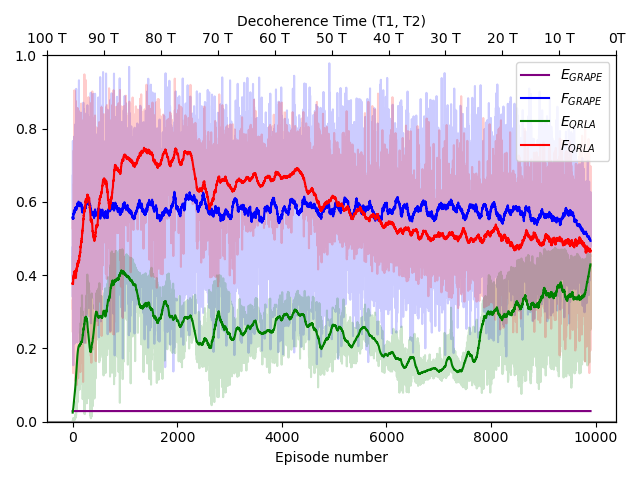 Decoherence Time (T1, T2)
100 T 90 T 80 T 70 T 60 T 50 T 40 T 30 T 20 T 10 T 0T
1.0
0.8
0.6
0.4
0.2
0.0
E_GRAPE
F_GRAPE
E_QRLA
F_QRLA
0 2000 4000 6000 8000 10000
Episode number